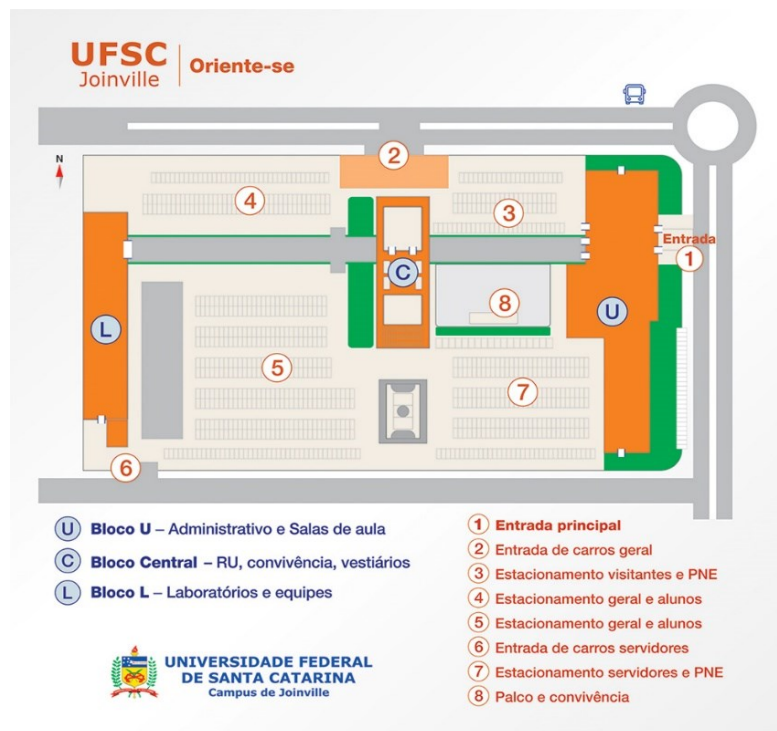 UFSC
Joinville
Oriente-se
N
2
4
3
Entrada
1
C
8
U
L
5
7
6
U Bloco U – Administrativo e Salas de aula
C Bloco Central – RU, convivência, vestiários
L Bloco L – Laboratórios e equipes
1 Entrada principal
2 Entrada de carros geral
3 Estacionamento visitantes e PNE
4 Estacionamento geral e alunos
5 Estacionamento geral e alunos
6 Entrada de carros servidores
7 Estacionamento servidores e PNE
8 Palco e convivência
UNIVERSIDADE FEDERAL
DE SANTA CATARINA
Campus de Joinville